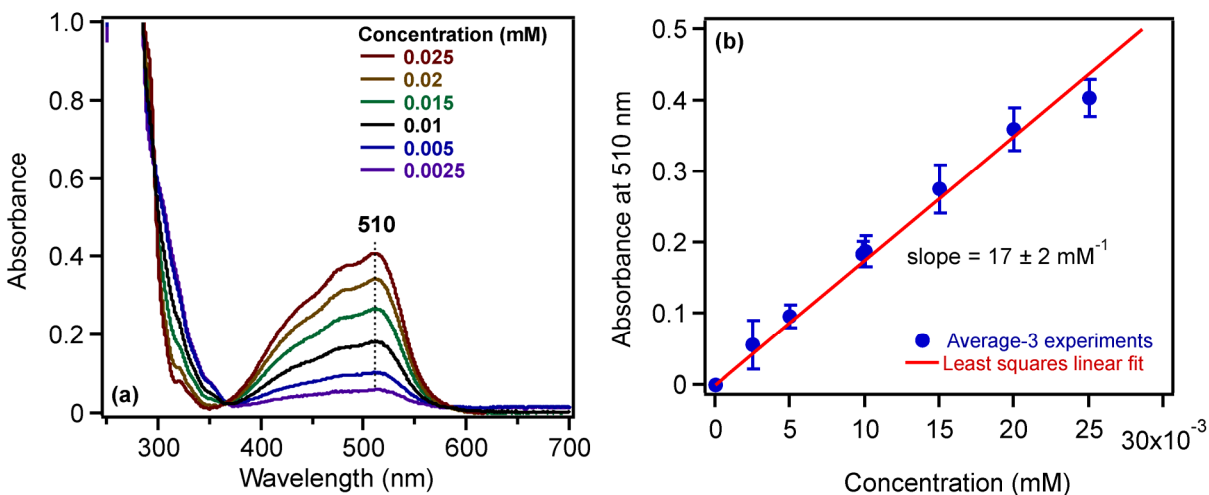 1.0
0.8
0.6
0.4
0.2
0
Absorbance
Concentration (mM)
0.025
0.02
0.015
0.01
0.005
0.0025
510
(a)
300 400 500 600 700
Wavelength (nm)
0.5
0.4
0.3
0.2
0.1
0
Absorbance at 510 nm
(b)
slope = 17 ± 2 mM⁻¹
Average-3 experiments
Least squares linear fit
0 5 10 15 20 25 30x10⁻³
Concentration (mM)